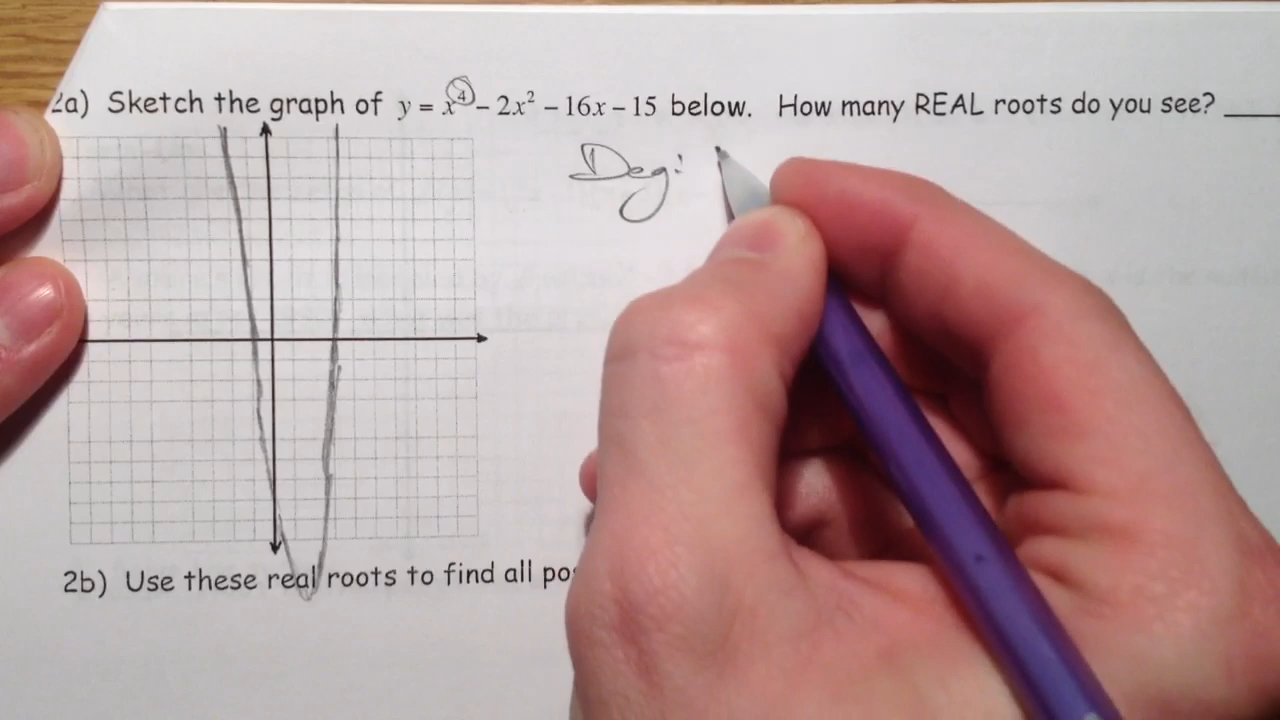 2a) Sketch the graph of y = x⁴ – 2x² – 16x – 15 below. How many REAL roots do you see? ____
Deg:
2b) Use these real roots to find all